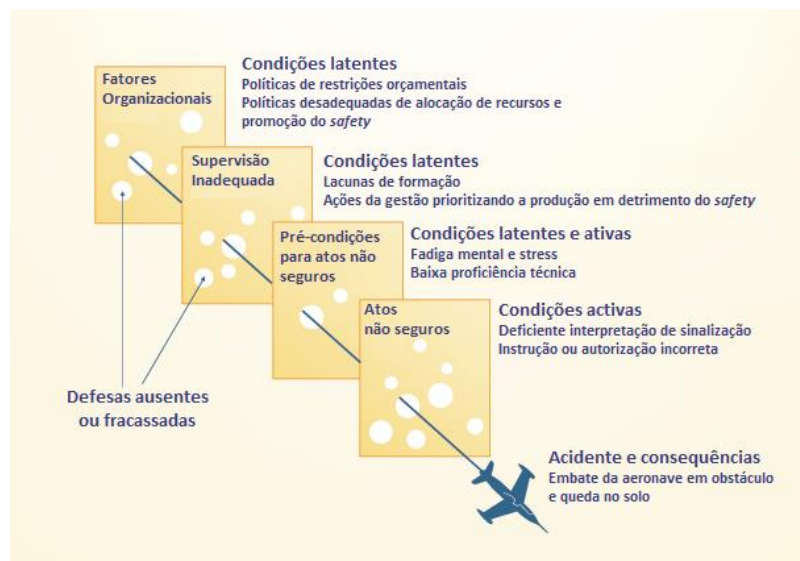 Fatores
Organizacionais
Condições latentes
Políticas de restrições orçamentais
Políticas desadequadas de alocação de recursos e
promoção do safety
Supervisão
Inadequada
Condições latentes
Lacunas de formação
Ações da gestão prioritizando a produção em detrimento do safety
Pré-condições
para atos não
seguros
Condições latentes e ativas
Fadiga mental e stress
Baixa proficiência técnica
Atos
não seguros
Condições activas
Deficiente interpretação de sinalização
Instrução ou autorização incorreta
Defesas ausentes
ou fracassadas
Acidente e consequências
Embate da aeronave em obstáculo
e queda no solo